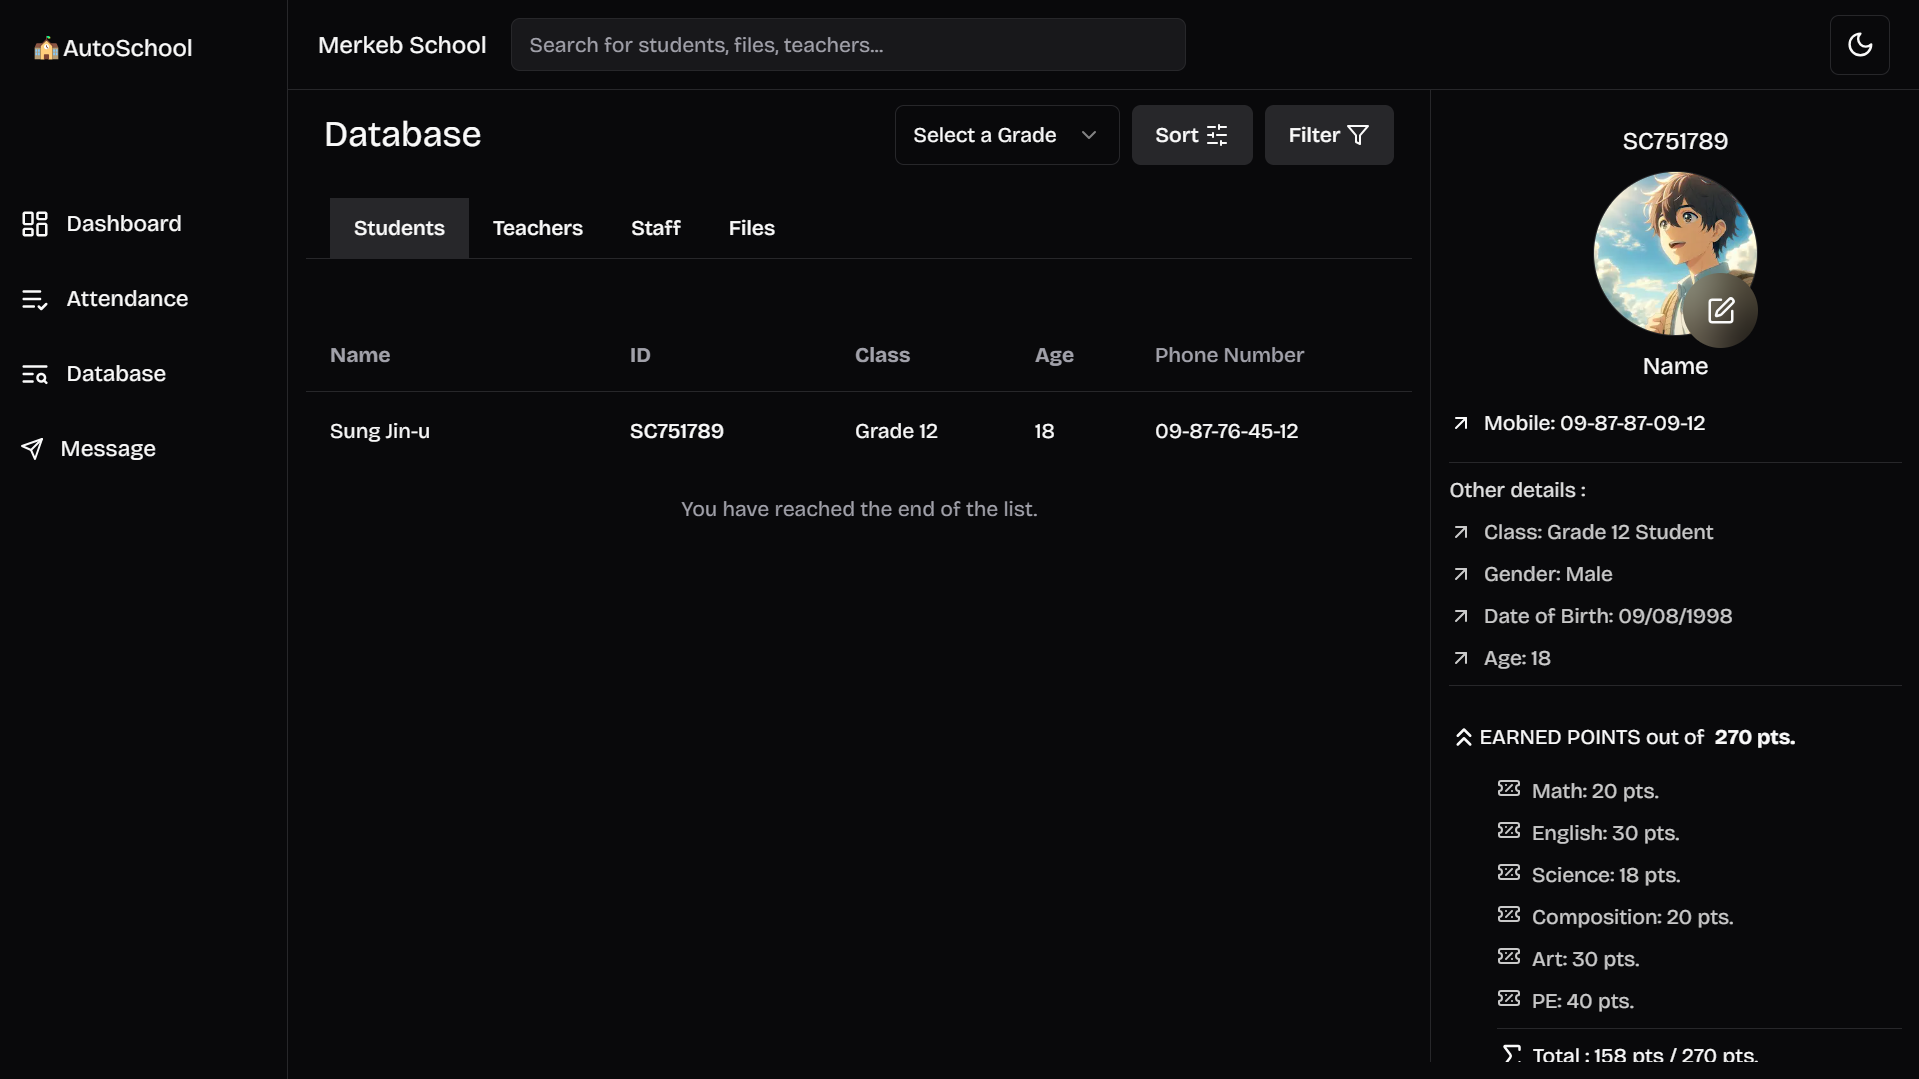 AutoSchool
Merkeb School
Search for students, files, teachers...
Dashboard
Attendance
Database
Message
Database
Select a Grade
Sort
Filter
Students Teachers Staff Files
Name ID Class Age Phone Number
Sung Jin-u SC751789 Grade 12 18 09-87-76-45-12
You have reached the end of the list.
SC751789
Name
Mobile: 09-87-87-09-12
Other details :
Class: Grade 12 Student
Gender: Male
Date of Birth: 09/08/1998
Age: 18
EARNED POINTS out of 270 pts.
Math: 20 pts.
English: 30 pts.
Science: 18 pts.
Composition: 20 pts.
Art: 30 pts.
PE: 40 pts.
Total : 158 pts / 270 pts.